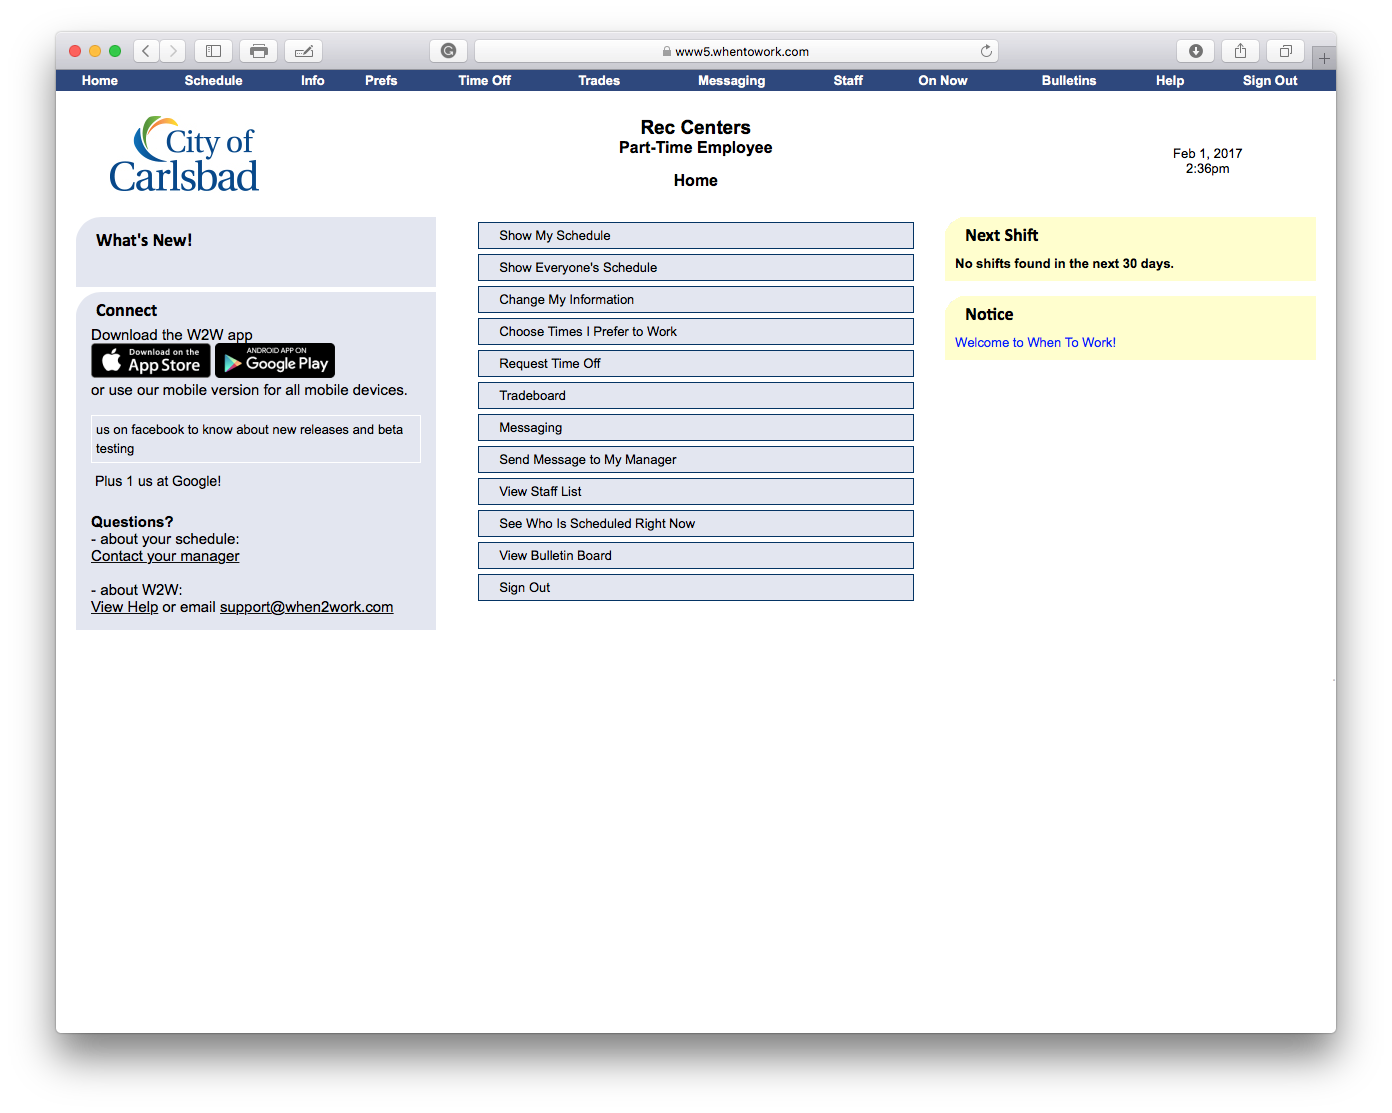 www5.whentowork.com
Home Schedule Info Prefs Time Off Trades Messaging Staff On Now Bulletins Help Sign Out
City of
Carlsbad
Rec Centers
Part-Time Employee
Home
Feb 1, 2017
2:36pm
What's New!
Connect
Download the W2W app
Download on the
App Store
ANDROID APP ON
Google Play
or use our mobile version for all mobile devices.
us on facebook to know about new releases and beta
testing
Plus 1 us at Google!
Questions?
- about your schedule:
Contact your manager
- about W2W:
View Help or email support@when2work.com
Show My Schedule
Show Everyone's Schedule
Change My Information
Choose Times I Prefer to Work
Request Time Off
Tradeboard
Messaging
Send Message to My Manager
View Staff List
See Who Is Scheduled Right Now
View Bulletin Board
Sign Out
Next Shift
No shifts found in the next 30 days.
Notice
Welcome to When To Work!